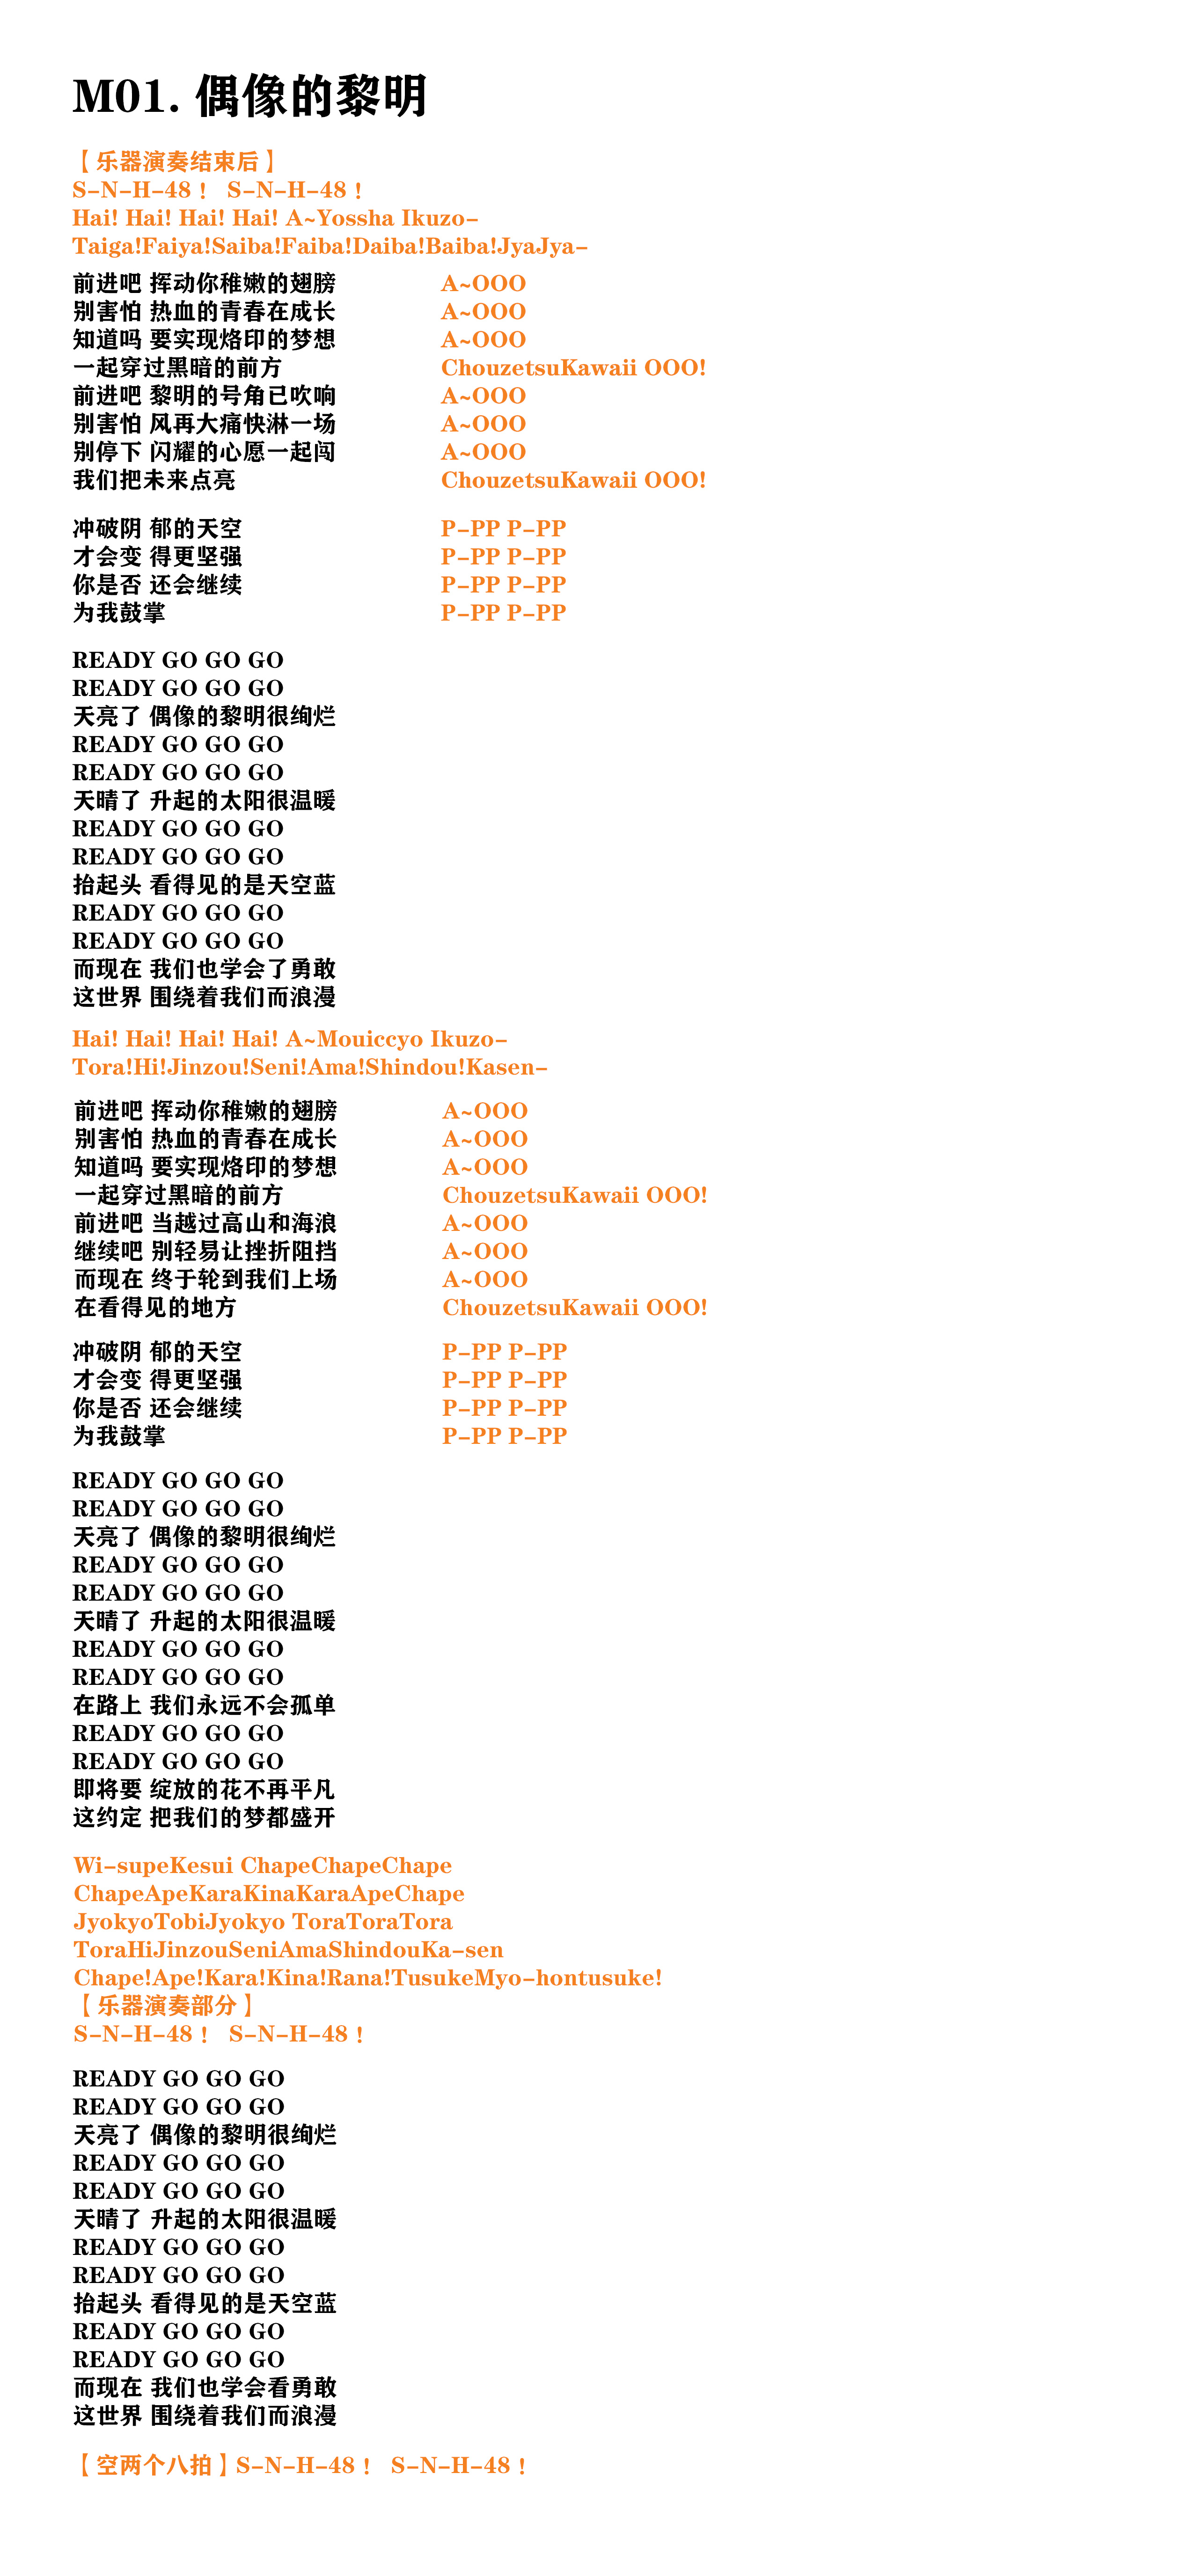 M01. 偶像的黎明
【乐器演奏结束后】
S-N-H-48！ S-N-H-48！
Hai! Hai! Hai! Hai! A~Yossha Ikuzo-
Taiga!Faiya!Saiba!Faiba!Daiba!Baiba!JyaJya-
前进吧 挥动你稚嫩的翅膀 A~OOO
别害怕 热血的青春在成长 A~OOO
知道吗 要实现烙印的梦想 A~OOO
一起穿过黑暗的前方 ChouzetsuKawaii OOO!
前进吧 黎明的号角已吹响 A~OOO
别害怕 风再大痛快淋一场 A~OOO
别停下 闪耀的心愿一起闯 A~OOO
我们把未来点亮 ChouzetsuKawaii OOO!
冲破阴 郁的天空 P-PP P-PP
才会变 得更坚强 P-PP P-PP
你是否 还会继续 P-PP P-PP
为我鼓掌 P-PP P-PP
READY GO GO GO
READY GO GO GO
天亮了 偶像的黎明很绚烂
READY GO GO GO
READY GO GO GO
天晴了 升起的太阳很温暖
READY GO GO GO
READY GO GO GO
抬起头 看得见的是天空蓝
READY GO GO GO
READY GO GO GO
而现在 我们也学会了勇敢
这世界 围绕着我们而浪漫
Hai! Hai! Hai! Hai! A~Mouiccyo Ikuzo-
Tora!Hi!Jinzou!Seni!Ama!Shindou!Kasen-
前进吧 挥动你稚嫩的翅膀 A~OOO
别害怕 热血的青春在成长 A~OOO
知道吗 要实现烙印的梦想 A~OOO
一起穿过黑暗的前方 ChouzetsuKawaii OOO!
前进吧 当越过高山和海浪 A~OOO
继续吧 别轻易让挫折阻挡 A~OOO
而现在 终于轮到我们上场 A~OOO
在看得见的地方 ChouzetsuKawaii OOO!
冲破阴 郁的天空 P-PP P-PP
才会变 得更坚强 P-PP P-PP
你是否 还会继续 P-PP P-PP
为我鼓掌 P-PP P-PP
READY GO GO GO
READY GO GO GO
天亮了 偶像的黎明很绚烂
READY GO GO GO
READY GO GO GO
天晴了 升起的太阳很温暖
READY GO GO GO
READY GO GO GO
在路上 我们永远不会孤单
READY GO GO GO
READY GO GO GO
即将要 绽放的花不再平凡
这约定 把我们的梦都盛开
Wi-supeKesui ChapeChapeChape
ChapeApeKaraKinaKaraApeChape
JyokyoTobiJyokyo ToraToraTora
ToraHiJinzouSeniAmaShindouKa-sen
Chape!Ape!Kara!Kina!Rana!TusukeMyo-hontusuke!
【乐器演奏部分】
S-N-H-48！ S-N-H-48！
READY GO GO GO
READY GO GO GO
天亮了 偶像的黎明很绚烂
READY GO GO GO
READY GO GO GO
天晴了 升起的太阳很温暖
READY GO GO GO
READY GO GO GO
抬起头 看得见的是天空蓝
READY GO GO GO
READY GO GO GO
而现在 我们也学会看勇敢
这世界 围绕着我们而浪漫
【空两个八拍】S-N-H-48！ S-N-H-48！